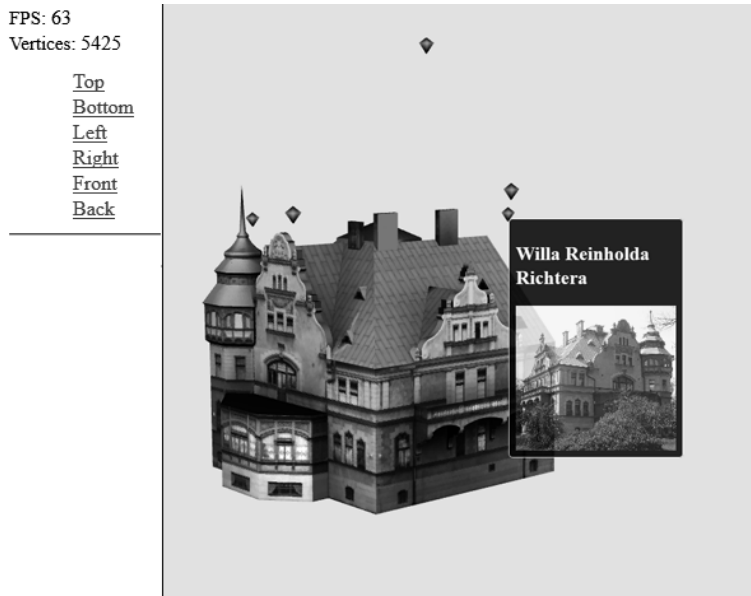 FPS: 63
Vertices: 5425
Top
Bottom
Left
Right
Front
Back
Willa Reinholda
Richtera